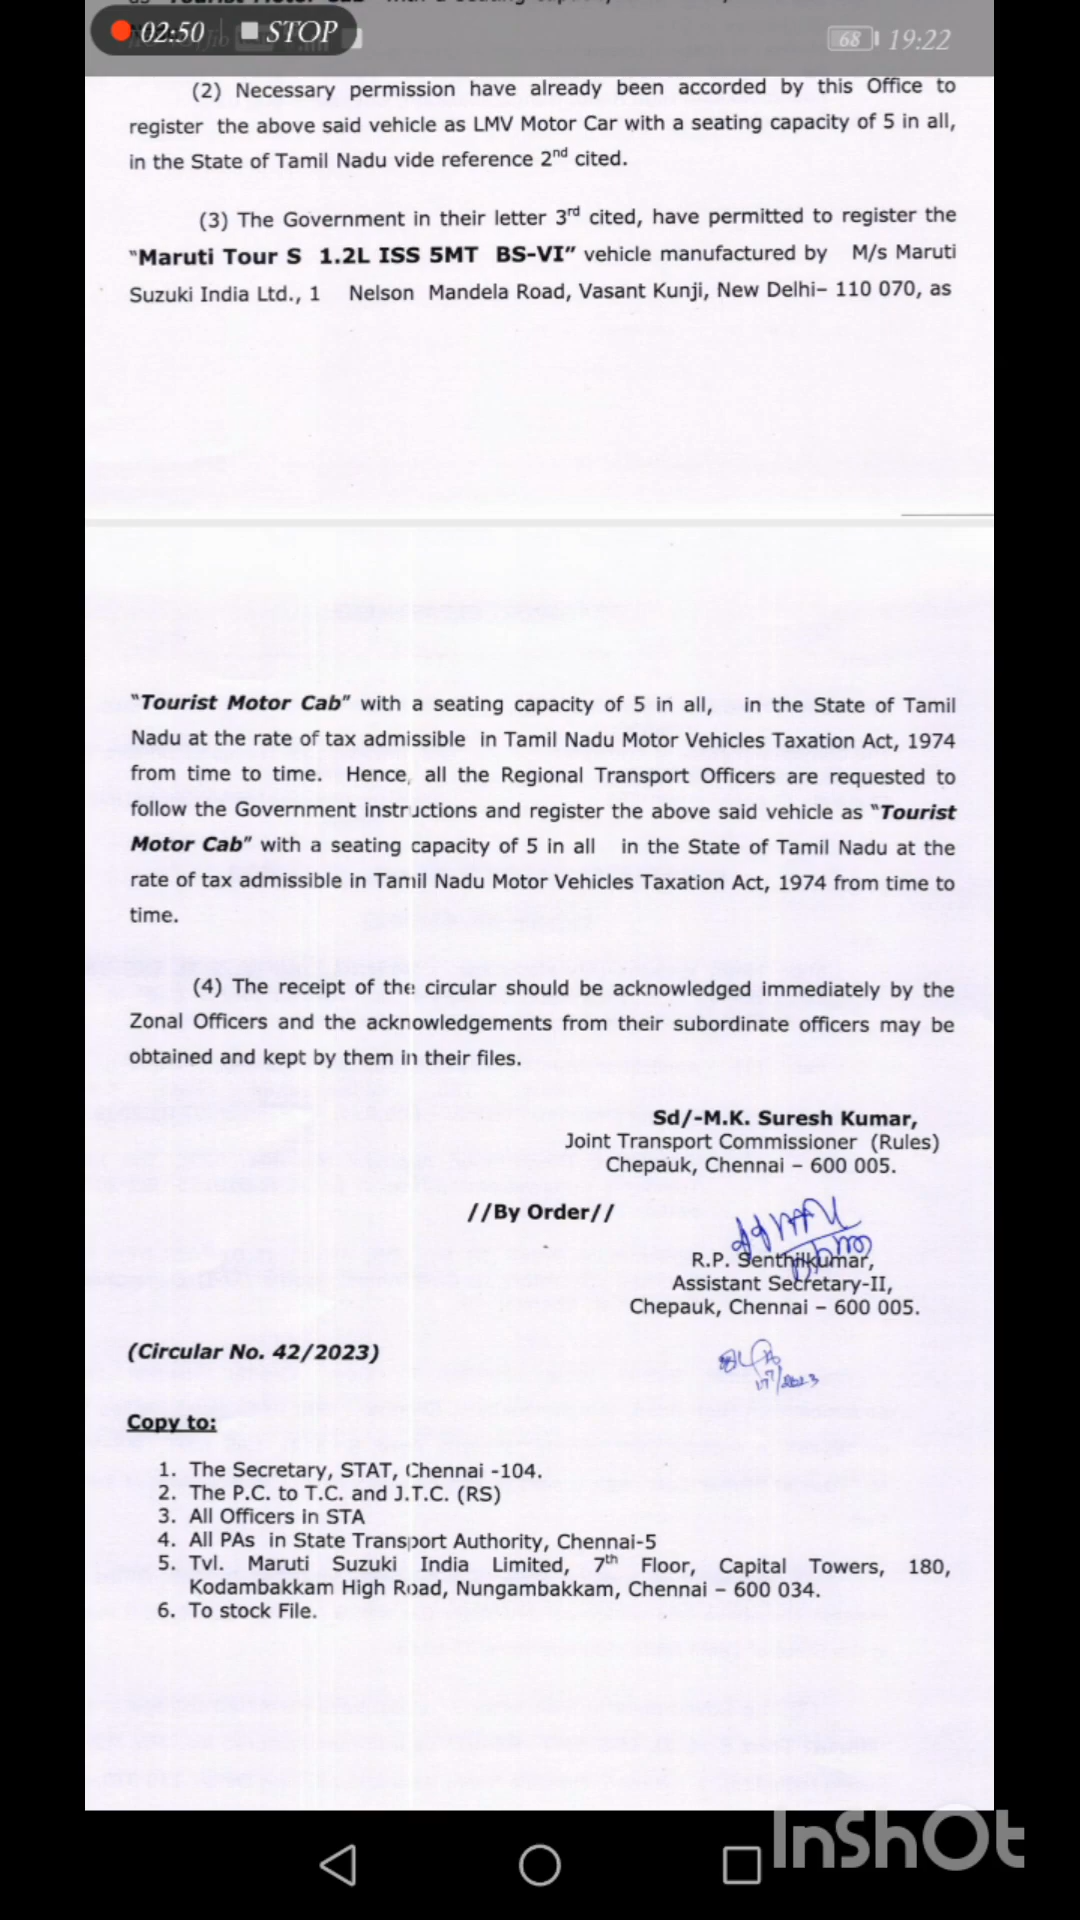 02:50 STOP
68 19:22
(2) Necessary permission have already been accorded by this Office to
register the above said vehicle as LMV Motor Car with a seating capacity of 5 in all,
in the State of Tamil Nadu vide reference 2nd cited.
(3) The Government in their letter 3rd cited, have permitted to register the
"Maruti Tour S 1.2L ISS 5MT BS-VI" vehicle manufactured by M/s Maruti
Suzuki India Ltd., 1 Nelson Mandela Road, Vasant Kunji, New Delhi– 110 070, as
"Tourist Motor Cab" with a seating capacity of 5 in all, in the State of Tamil
Nadu at the rate of tax admissible in Tamil Nadu Motor Vehicles Taxation Act, 1974
from time to time. Hence, all the Regional Transport Officers are requested to
follow the Government instructions and register the above said vehicle as "Tourist
Motor Cab" with a seating capacity of 5 in all in the State of Tamil Nadu at the
rate of tax admissible in Tamil Nadu Motor Vehicles Taxation Act, 1974 from time to
time.
(4) The receipt of the circular should be acknowledged immediately by the
Zonal Officers and the acknowledgements from their subordinate officers may be
obtained and kept by them in their files.
Sd/-M.K. Suresh Kumar,
Joint Transport Commissioner (Rules)
Chepauk, Chennai – 600 005.
//By Order//
R.P. Senthilkumar,
Assistant Secretary-II,
Chepauk, Chennai – 600 005.
(Circular No. 42/2023)
17/7/2023
Copy to:
1. The Secretary, STAT, Chennai -104.
2. The P.C. to T.C. and J.T.C. (RS)
3. All Officers in STA
4. All PAs in State Transport Authority, Chennai-5
5. Tvl. Maruti Suzuki India Limited, 7th Floor, Capital Towers, 180,
Kodambakkam High Road, Nungambakkam, Chennai – 600 034.
6. To stock File.
InShOt